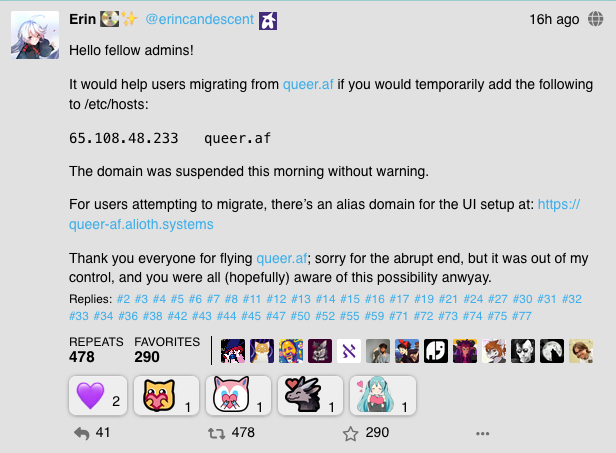 Erin @erincandescent 16h ago
Hello fellow admins!
It would help users migrating from queer.af if you would temporarily add the following
to /etc/hosts:
65.108.48.233 queer.af
The domain was suspended this morning without warning.
For users attempting to migrate, there's an alias domain for the UI setup at: https://
queer-af.alioth.systems
Thank you everyone for flying queer.af; sorry for the abrupt end, but it was out of my
control, and you were all (hopefully) aware of this possibility anwyay.
Replies: #2 #3 #4 #5 #6 #7 #8 #11 #12 #13 #14 #15 #16 #17 #19 #21 #24 #27 #30 #31 #32
#33 #34 #36 #38 #42 #43 #44 #45 #47 #50 #52 #55 #59 #71 #72 #73 #74 #75 #77
REPEATS FAVORITES
478 290
2 1 1 1 1
41 478 290